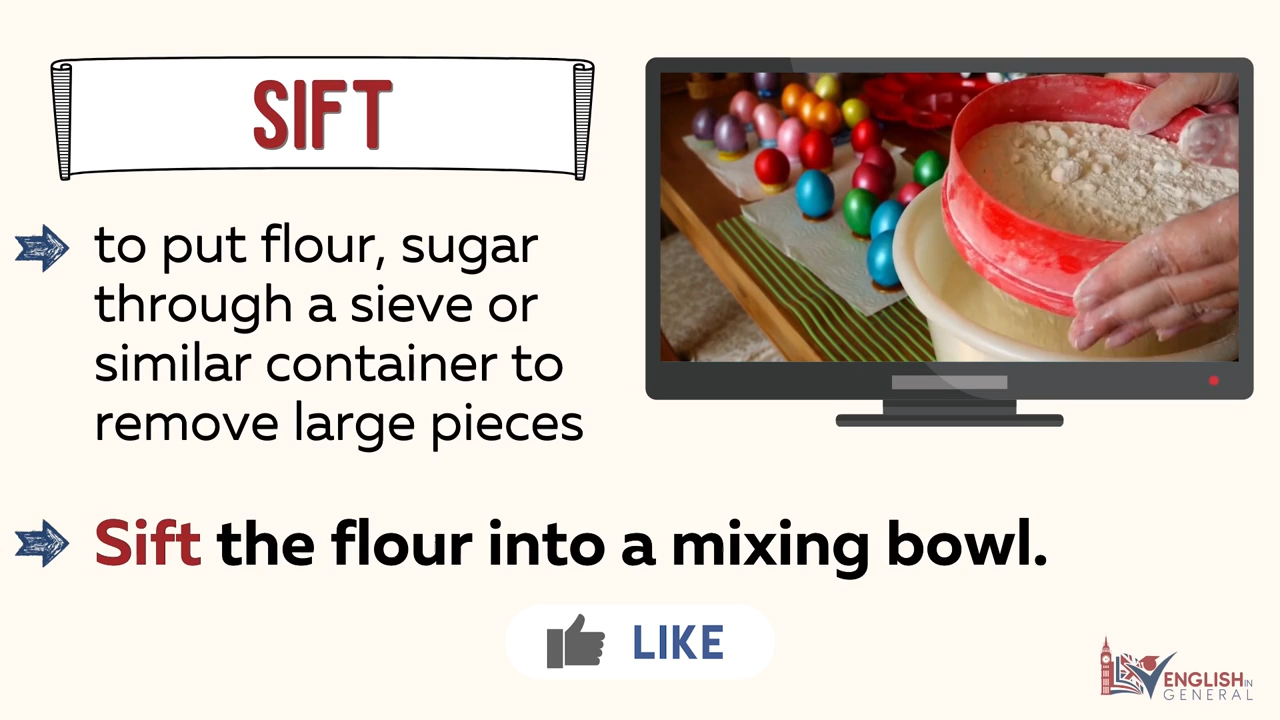 SIFT
to put flour, sugar
through a sieve or
similar container to
remove large pieces
Sift the flour into a mixing bowl.
LIKE
ENGLISH IN
GENERAL